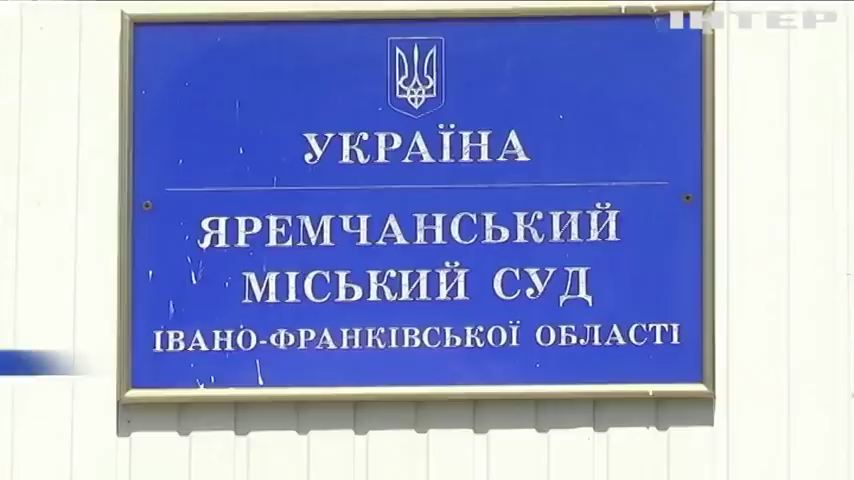 ІНТЕР
УКРАЇНА
ЯРЕМЧАНСЬКИЙ
МІСЬКИЙ СУД
ІВАНО-ФРАНКІВСЬКОЇ ОБЛАСТІ